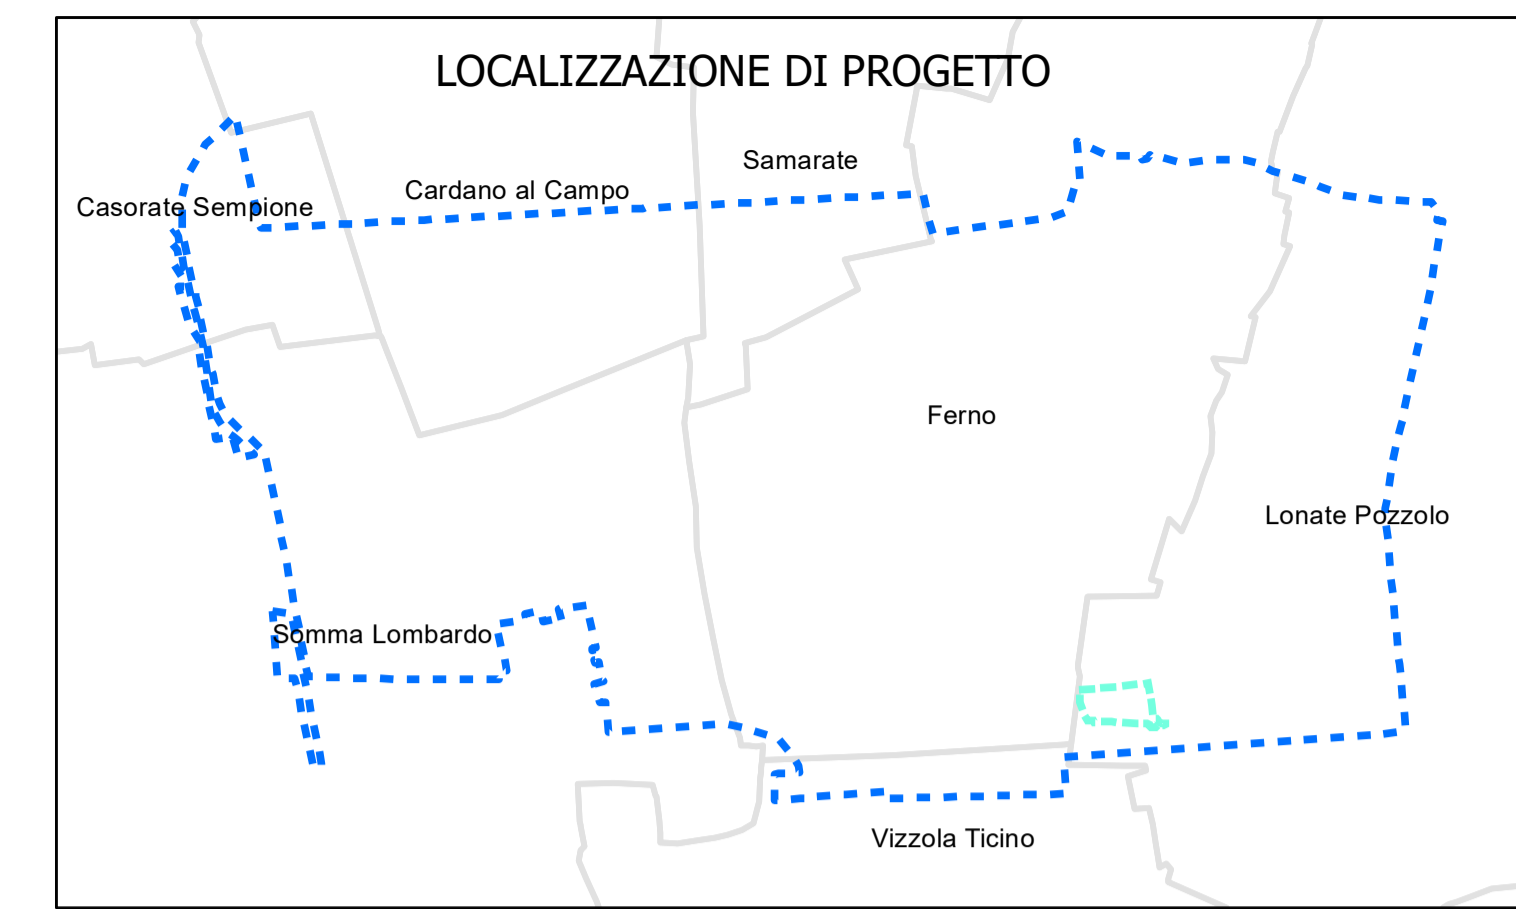 LOCALIZZAZIONE DI PROGETTO
Samarate
Cardano al Campo
Casorate Sempione
Ferno
Lonate Pozzolo
Somma Lombardo
Vizzola Ticino